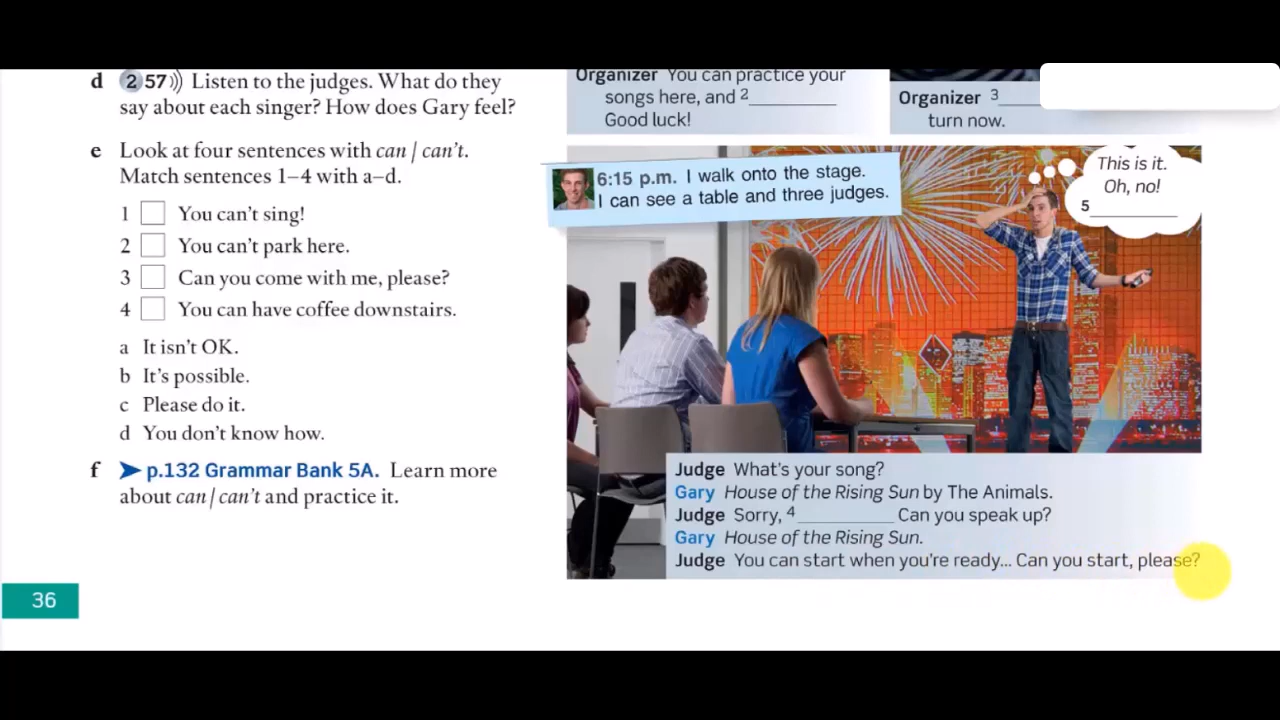 d 2 57 Listen to the judges. What do they
say about each singer? How does Gary feel?
e Look at four sentences with can / can't.
Match sentences 1–4 with a–d.
1 You can't sing!
2 You can't park here.
3 Can you come with me, please?
4 You can have coffee downstairs.
a It isn't OK.
b It's possible.
c Please do it.
d You don't know how.
f p.132 Grammar Bank 5A. Learn more
about can / can't and practice it.
36
Organizer You can practice your
songs here, and 2__________
Good luck!
Organizer 3
turn now.
6:15 p.m. I walk onto the stage.
I can see a table and three judges.
This is it.
Oh, no!
5__________
Judge What's your song?
Gary House of the Rising Sun by The Animals.
Judge Sorry, 4__________ Can you speak up?
Gary House of the Rising Sun.
Judge You can start when you're ready... Can you start, please?